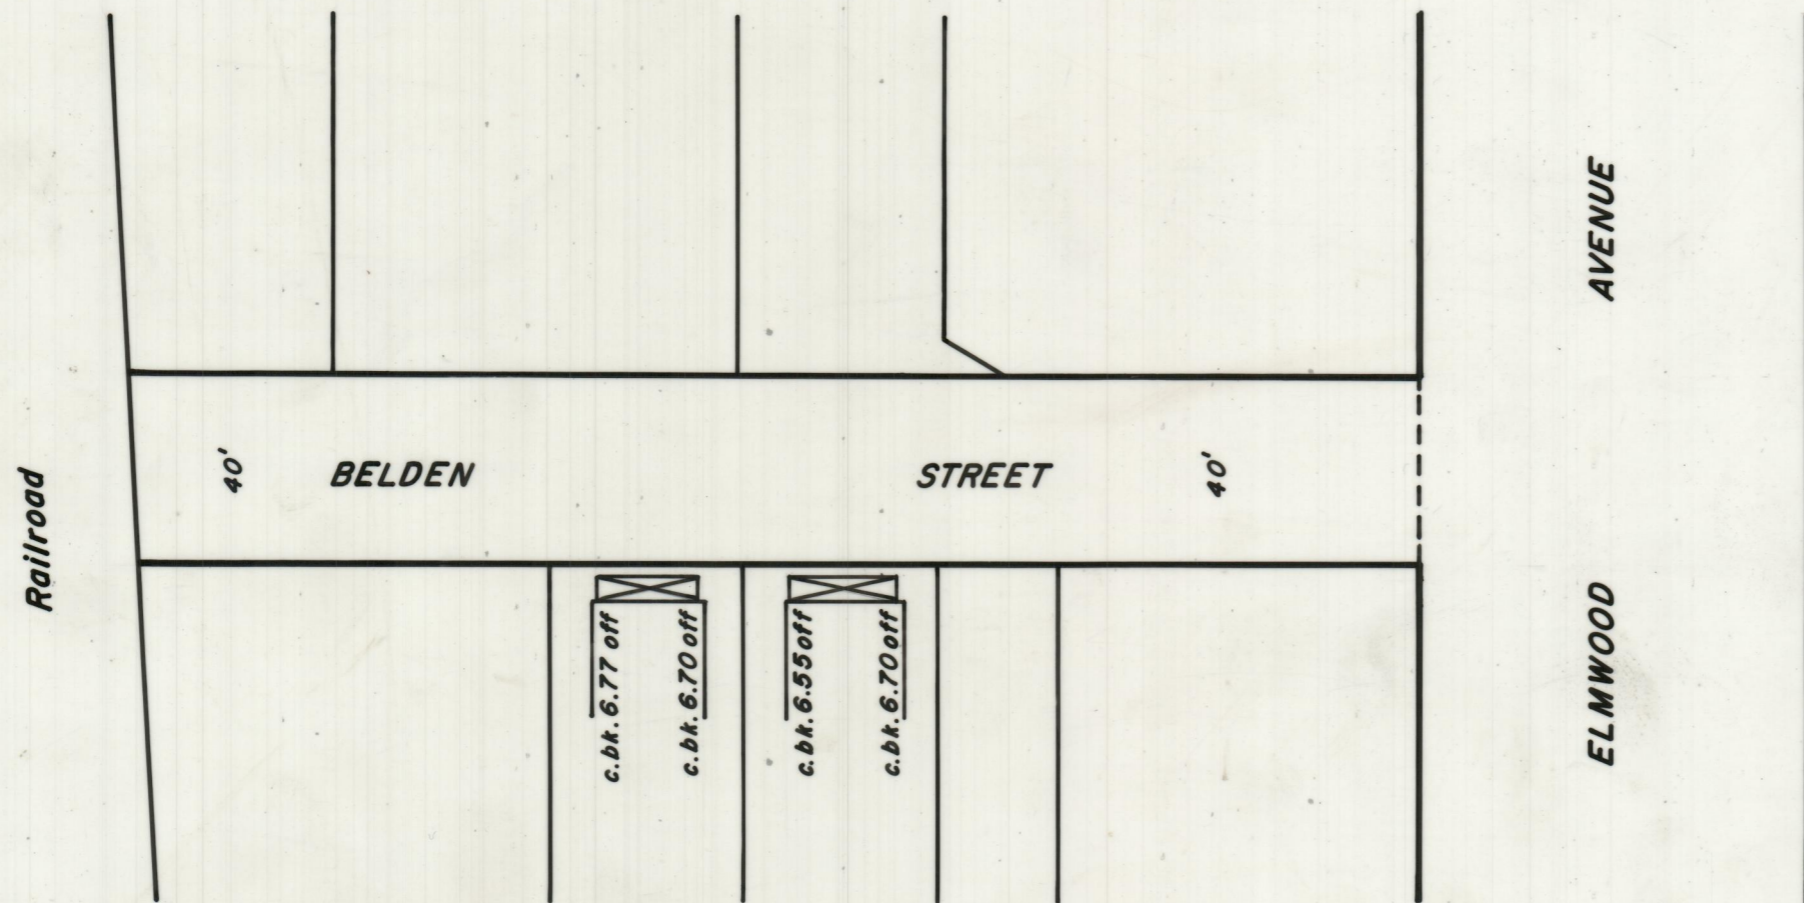 Railroad
40'
BELDEN STREET
40'
c.bk. 6.77 off
c.bk. 6.70 off
c.bk. 6.55 off
c.bk. 6.70 off
ELMWOOD AVENUE